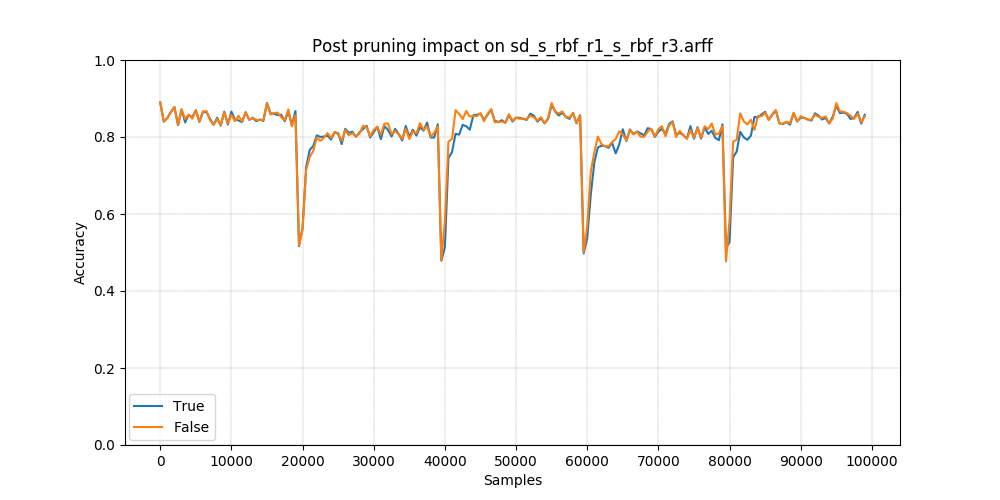 Post pruning impact on sd_s_rbf_r1_s_rbf_r3.arff
1.0
0.8
0.6
0.4
0.2
0.0
Accuracy
True
False
0 10000 20000 30000 40000 50000 60000 70000 80000 90000 100000
Samples